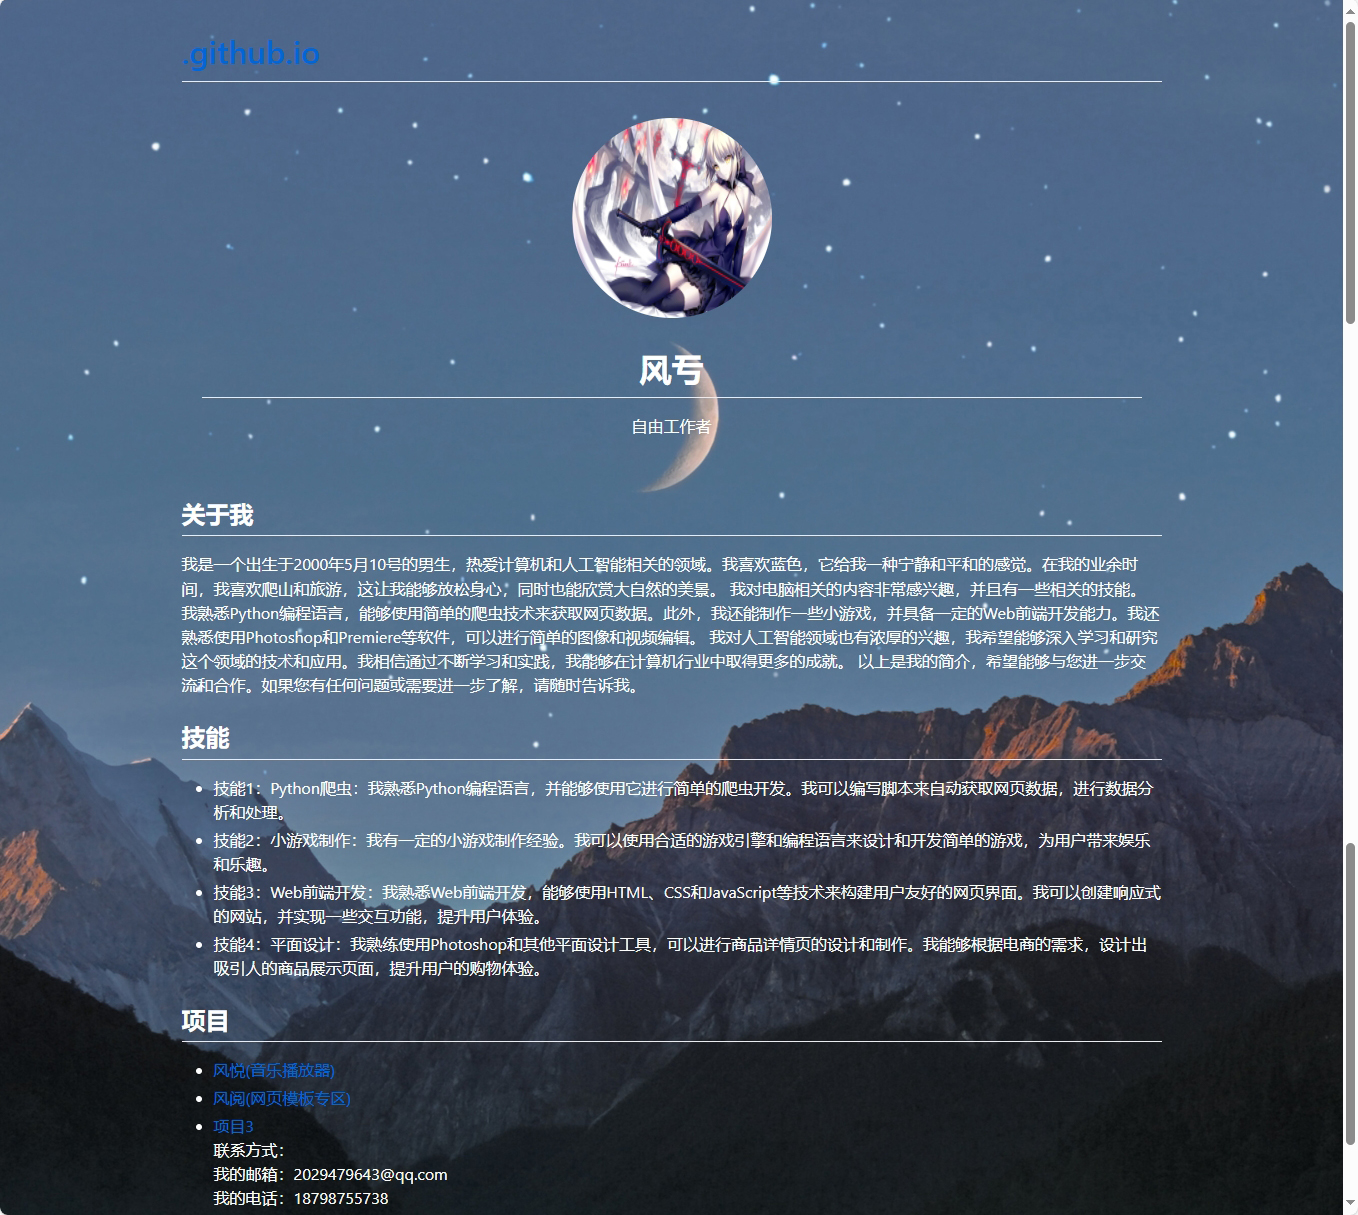 .github.io
风亏
自由工作者
关于我
我是一个出生于2000年5月10号的男生，热爱计算机和人工智能相关的领域。我喜欢蓝色，它给我一种宁静和平和的感觉。在我的业余时
间，我喜欢爬山和旅游，这让我能够放松身心，同时也能欣赏大自然的美景。 我对电脑相关的内容非常感兴趣，并且有一些相关的技能。
我熟悉Python编程语言，能够使用简单的爬虫技术来获取网页数据。此外，我还能制作一些小游戏，并具备一定的Web前端开发能力。我还
熟悉使用Photoshop和Premiere等软件，可以进行简单的图像和视频编辑。 我对人工智能领域也有浓厚的兴趣，我希望能够深入学习和研究
这个领域的技术和应用。我相信通过不断学习和实践，我能够在计算机行业中取得更多的成就。 以上是我的简介，希望能够与您进一步交
流和合作。如果您有任何问题或需要进一步了解，请随时告诉我。
技能
技能1：Python爬虫：我熟悉Python编程语言，并能够使用它进行简单的爬虫开发。我可以编写脚本来自动获取网页数据，进行数据分
析和处理。
技能2：小游戏制作：我有一定的小游戏制作经验。我可以使用合适的游戏引擎和编程语言来设计和开发简单的游戏，为用户带来娱乐
和乐趣。
技能3：Web前端开发：我熟悉Web前端开发，能够使用HTML、CSS和JavaScript等技术来构建用户友好的网页界面。我可以创建响应式
的网站，并实现一些交互功能，提升用户体验。
技能4：平面设计：我熟练使用Photoshop和其他平面设计工具，可以进行商品详情页的设计和制作。我能够根据电商的需求，设计出
吸引人的商品展示页面，提升用户的购物体验。
项目
风悦(音乐播放器)
风阅(网页模板专区)
项目3
联系方式：
我的邮箱：2029479643@qq.com
我的电话：18798755738